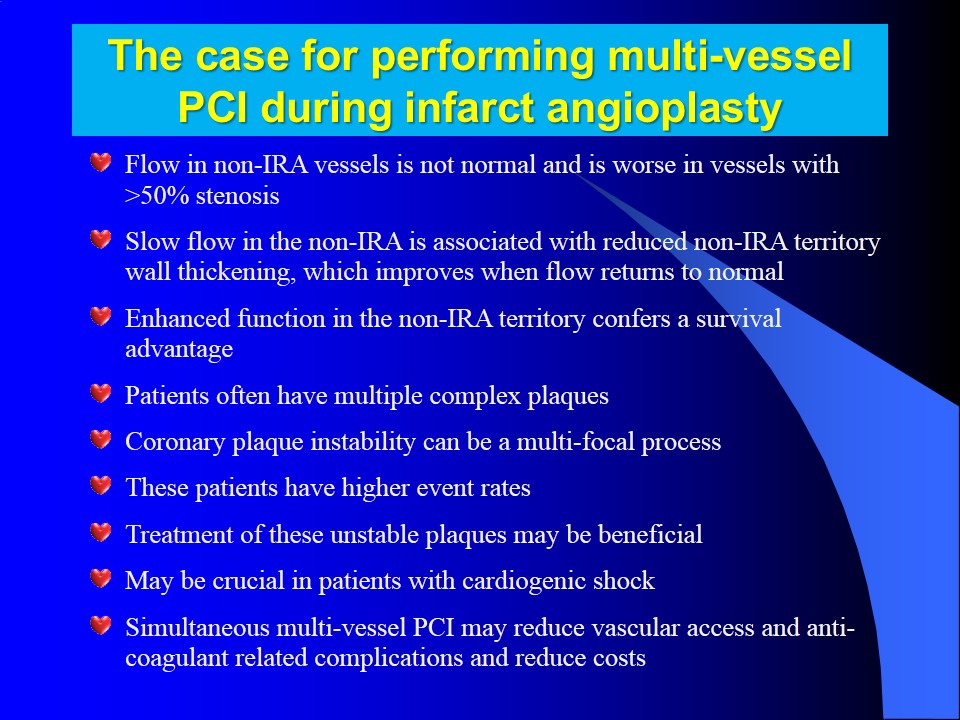 The case for performing multi-vessel
PCI during infarct angioplasty
Flow in non-IRA vessels is not normal and is worse in vessels with
>50% stenosis
Slow flow in the non-IRA is associated with reduced non-IRA territory
wall thickening, which improves when flow returns to normal
Enhanced function in the non-IRA territory confers a survival
advantage
Patients often have multiple complex plaques
Coronary plaque instability can be a multi-focal process
These patients have higher event rates
Treatment of these unstable plaques may be beneficial
May be crucial in patients with cardiogenic shock
Simultaneous multi-vessel PCI may reduce vascular access and anti-
coagulant related complications and reduce costs